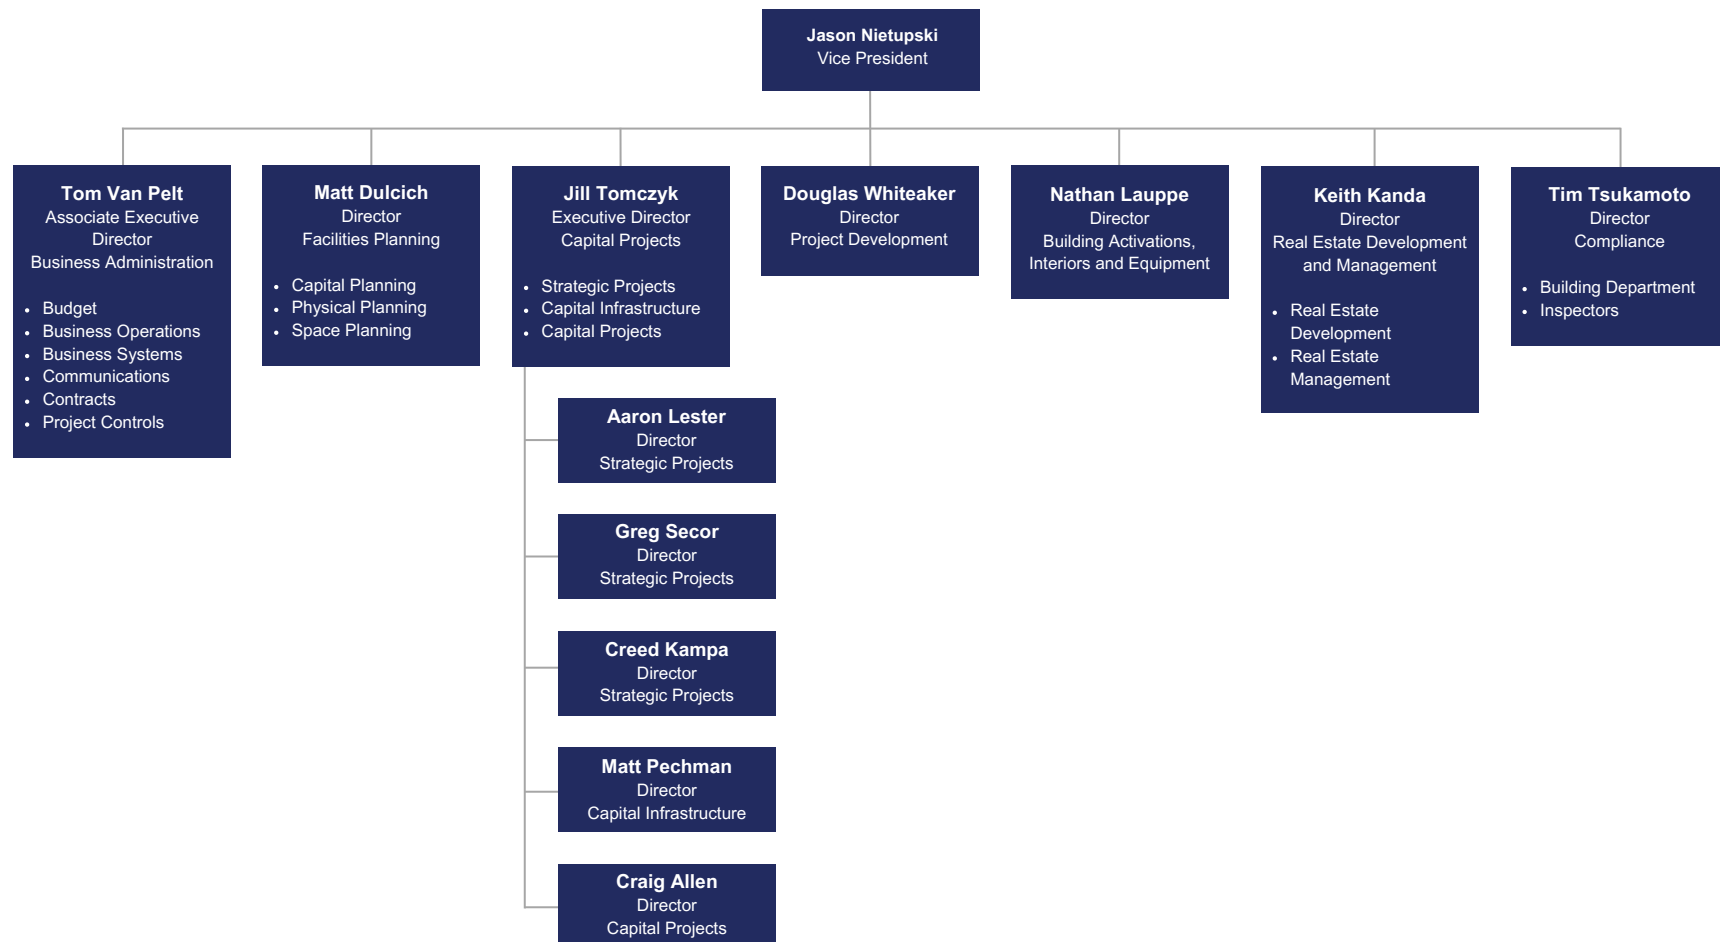 Jason Nietupski
Vice President
Tom Van Pelt
Associate Executive
Director
Business Administration
• Budget
• Business Operations
• Business Systems
• Communications
• Contracts
• Project Controls
Matt Dulcich
Director
Facilities Planning
• Capital Planning
• Physical Planning
• Space Planning
Jill Tomczyk
Executive Director
Capital Projects
• Strategic Projects
• Capital Infrastructure
• Capital Projects
Aaron Lester
Director
Strategic Projects
Greg Secor
Director
Strategic Projects
Creed Kampa
Director
Strategic Projects
Matt Pechman
Director
Capital Infrastructure
Craig Allen
Director
Capital Projects
Douglas Whiteaker
Director
Project Development
Nathan Lauppe
Director
Building Activations,
Interiors and Equipment
Keith Kanda
Director
Real Estate Development
and Management
• Real Estate
Development
• Real Estate
Management
Tim Tsukamoto
Director
Compliance
• Building Department
• Inspectors